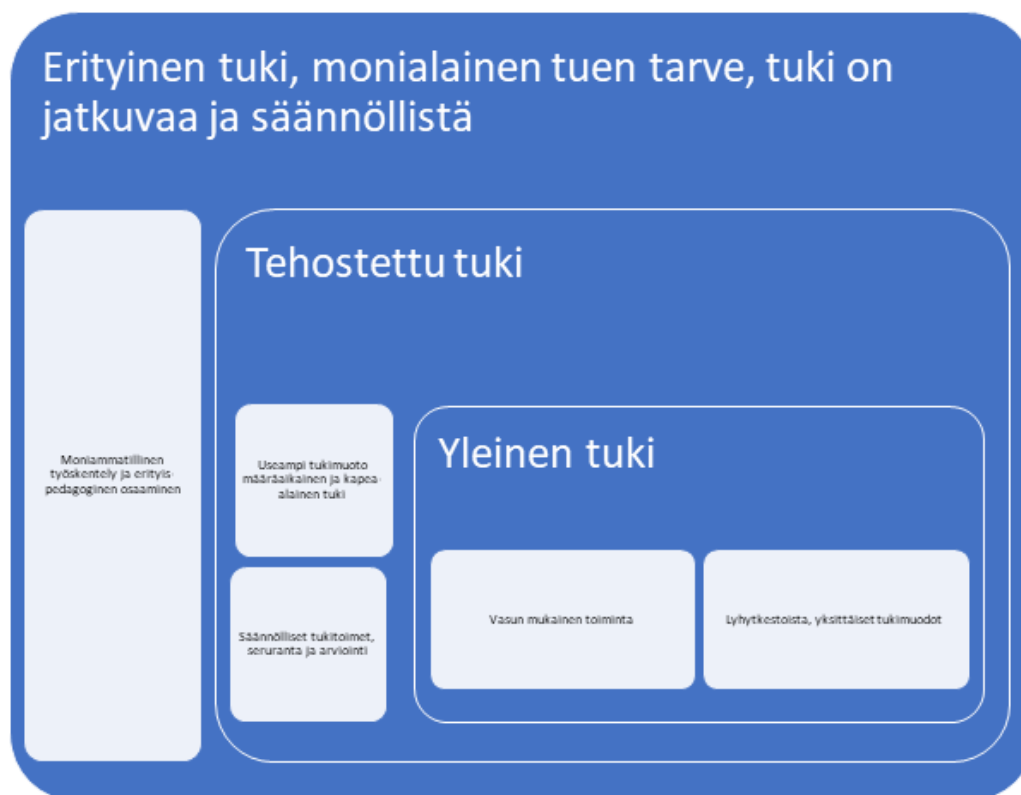 Erityinen tuki, monialainen tuen tarve, tuki on
jatkuvaa ja säännöllistä
Moniammatillinen
työskentely ja erityis-
pedagoginen osaaminen
Tehostettu tuki
Useampi tukimuoto
määräaikainen ja kapea-
alainen tuki
Säännölliset tukitoimet,
seruranta ja arviointi
Yleinen tuki
Vasun mukainen toiminta
Lyhytkestoista, yksittäiset tukimuodot